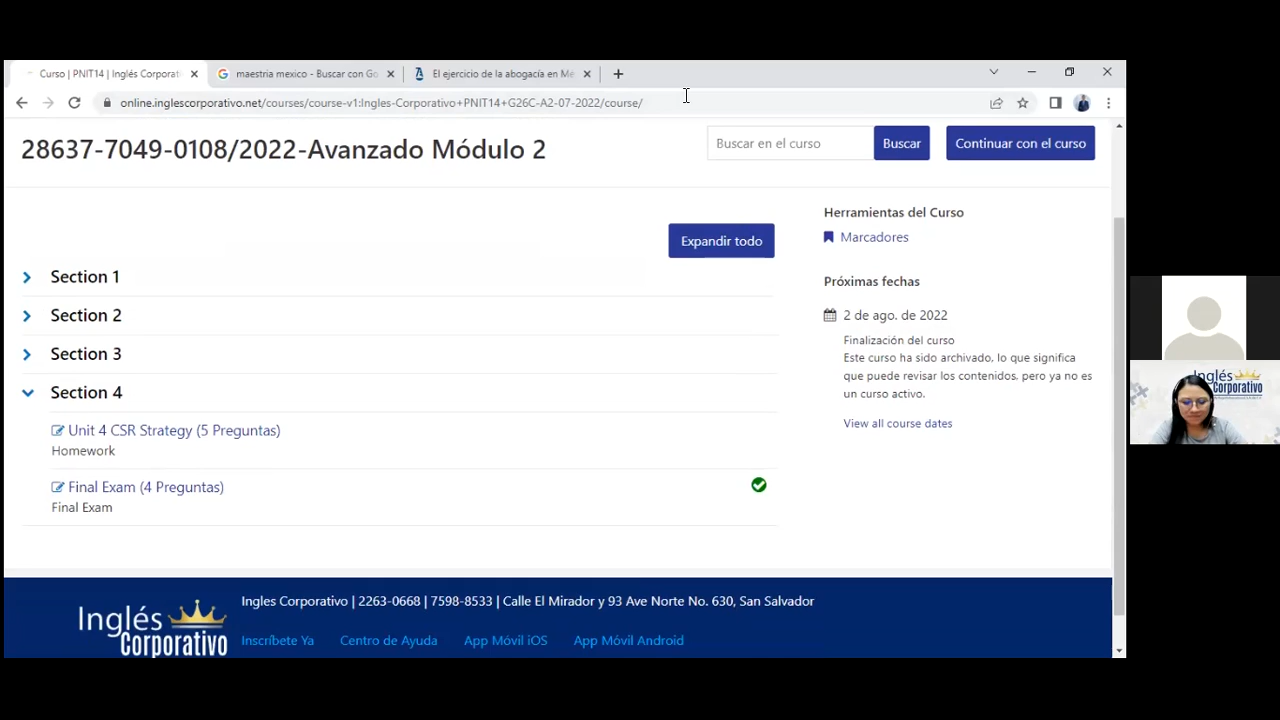 Curso | PNIT14 | Inglés Corporati
maestria mexico - Buscar con Go
El ejercicio de la abogacía en Mé
online.inglescorporativo.net/courses/course-v1:Ingles-Corporativo+PNIT14+G26C-A2-07-2022/course/
28637-7049-0108/2022-Avanzado Módulo 2
Buscar en el curso
Buscar
Continuar con el curso
Expandir todo
Section 1
Section 2
Section 3
Section 4
Unit 4 CSR Strategy (5 Preguntas)
Homework
Final Exam (4 Preguntas)
Final Exam
Herramientas del Curso
Marcadores
Próximas fechas
2 de ago. de 2022
Finalización del curso
Este curso ha sido archivado, lo que significa
que puede revisar los contenidos, pero ya no es
un curso activo.
View all course dates
Inglés
Corporativo
Inglés
Corporativo
Ingles Corporativo | 2263-0668 | 7598-8533 | Calle El Mirador y 93 Ave Norte No. 630, San Salvador
Inscríbete Ya
Centro de Ayuda
App Móvil iOS
App Móvil Android